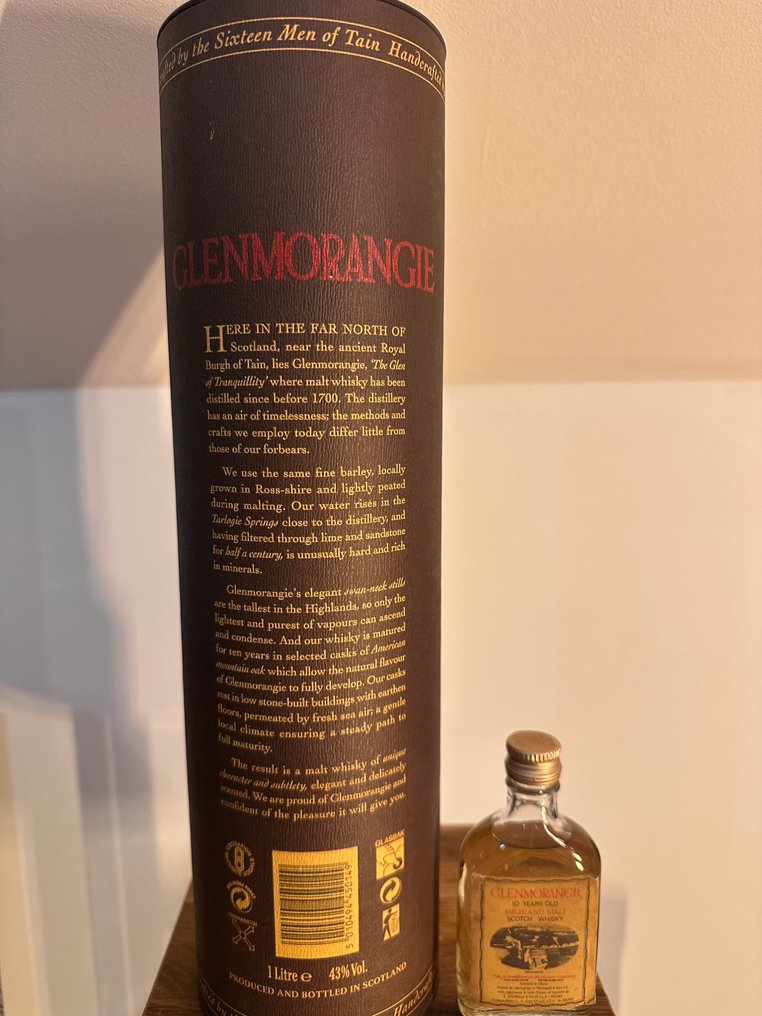 fted by the Sixteen Men of Tain Handcrafted
GLENMORANGIE
HERE IN THE FAR NORTH OF
Scotland, near the ancient Royal
Burgh of Tain, lies Glenmorangie, 'The Glen
of Tranquillity' where malt whisky has been
distilled since before 1700. The distillery
has an air of timelessness; the methods and
crafts we employ today differ little from
those of our forbears.
We use the same fine barley, locally
grown in Ross-shire and lightly peated
during malting. Our water rises in the
Tarlogie Springs close to the distillery, and
having filtered through lime and sandstone
for half a century, is unusually hard and rich
in minerals.
Glenmorangie's elegant swan-neck stills
are the tallest in the Highlands, so only the
lightest and purest of vapours can ascend
and condense. And our whisky is matured
for ten years in selected casks of American
mountain oak which allow the natural flavour
of Glenmorangie to fully develop. Our casks
rest in low stone-built buildings with earthen
floors, permeated by fresh sea air; a gentle
local climate ensuring a steady path to
full maturity.
The result is a malt whisky of unique
character and subtlety, elegant and delicately
scented. We are proud of Glenmorangie and
confident of the pleasure it will give you.
GLASBAK
5 010494 450149
1 Litre e 43% Vol.
PRODUCED AND BOTTLED IN SCOTLAND
fted by the
Handcr
GLENMORANGIE
10 YEARS OLD
HIGHLAND MALT
SCOTCH WHISKY